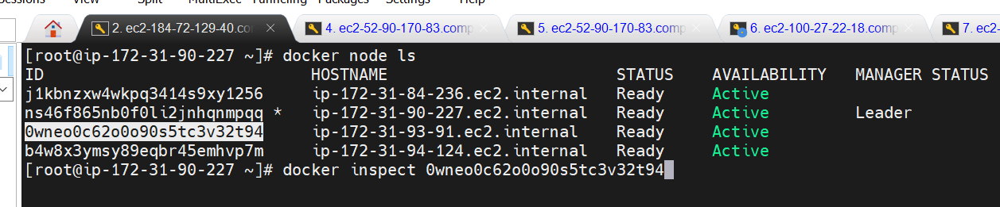 Sessions View Split MultiExec Tunneling Packages Settings Help
2. ec2-184-72-129-40.co 4. ec2-52-90-170-83.comp 5. ec2-52-90-170-83.comp 6. ec2-100-27-22-18.com 7. ec2-
[root@ip-172-31-90-227 ~]# docker node ls
ID HOSTNAME STATUS AVAILABILITY MANAGER STATUS
j1kbnzxw4wkpq3414s9xy1256 ip-172-31-84-236.ec2.internal Ready Active
ns46f865nb0f0li2jnhqnmpqq * ip-172-31-90-227.ec2.internal Ready Active Leader
0wneo0c62o0o90s5tc3v32t94 ip-172-31-93-91.ec2.internal Ready Active
b4w8x3ymsy89eqbr45emhvp7m ip-172-31-94-124.ec2.internal Ready Active
[root@ip-172-31-90-227 ~]# docker inspect 0wneo0c62o0o90s5tc3v32t94